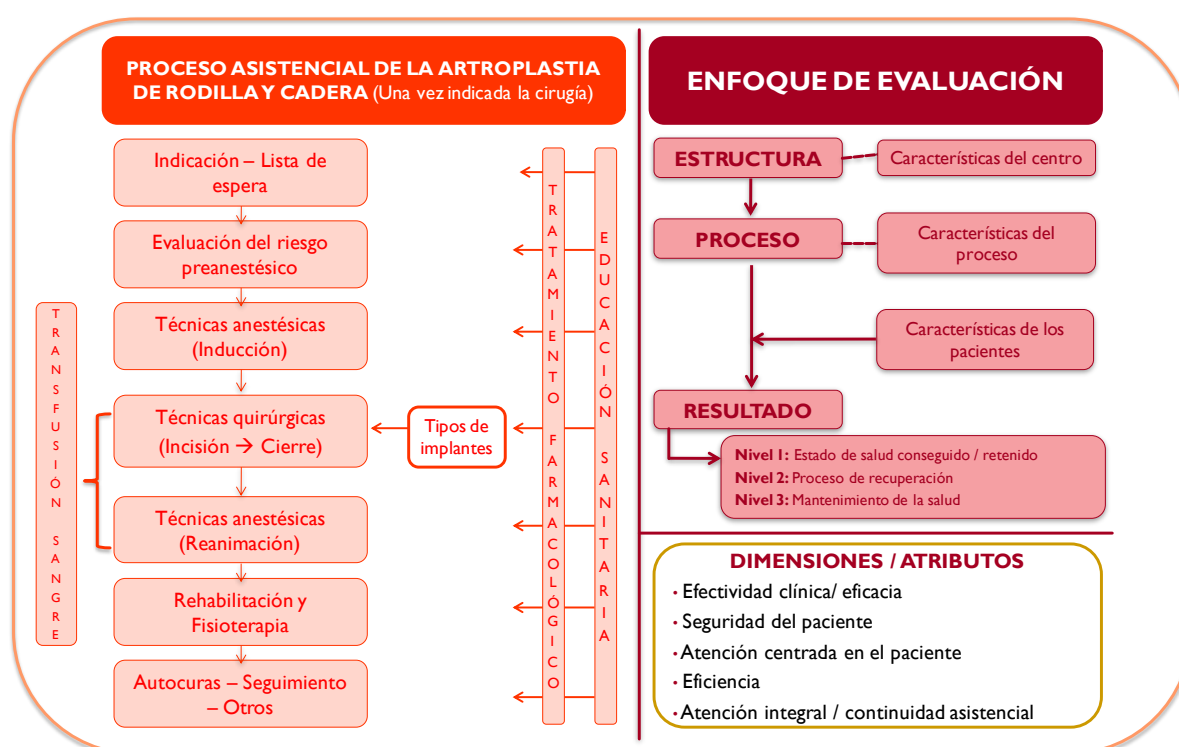 PROCESO ASISTENCIAL DE LA ARTROPLASTIA
DE RODILLA Y CADERA (Una vez indicada la cirugía)
Indicación – Lista de
espera
Evaluación del riesgo
preanestésico
Técnicas anestésicas
(Inducción)
Técnicas quirúrgicas
(Incisión → Cierre)
Técnicas anestésicas
(Reanimación)
Rehabilitación y
Fisioterapia
Autocuras – Seguimiento
– Otros
TRANSFUSIÓN SANGRE
Tipos de
implantes
TRATAMIENTO FARMACOLÓGICO
EDUCACIÓN SANITARIA
ENFOQUE DE EVALUACIÓN
ESTRUCTURA
Características del centro
PROCESO
Características del
proceso
Características de los
pacientes
RESULTADO
Nivel 1: Estado de salud conseguido / retenido
Nivel 2: Proceso de recuperación
Nivel 3: Mantenimiento de la salud
DIMENSIONES / ATRIBUTOS
• Efectividad clínica/ eficacia
• Seguridad del paciente
• Atención centrada en el paciente
• Eficiencia
• Atención integral / continuidad asistencial